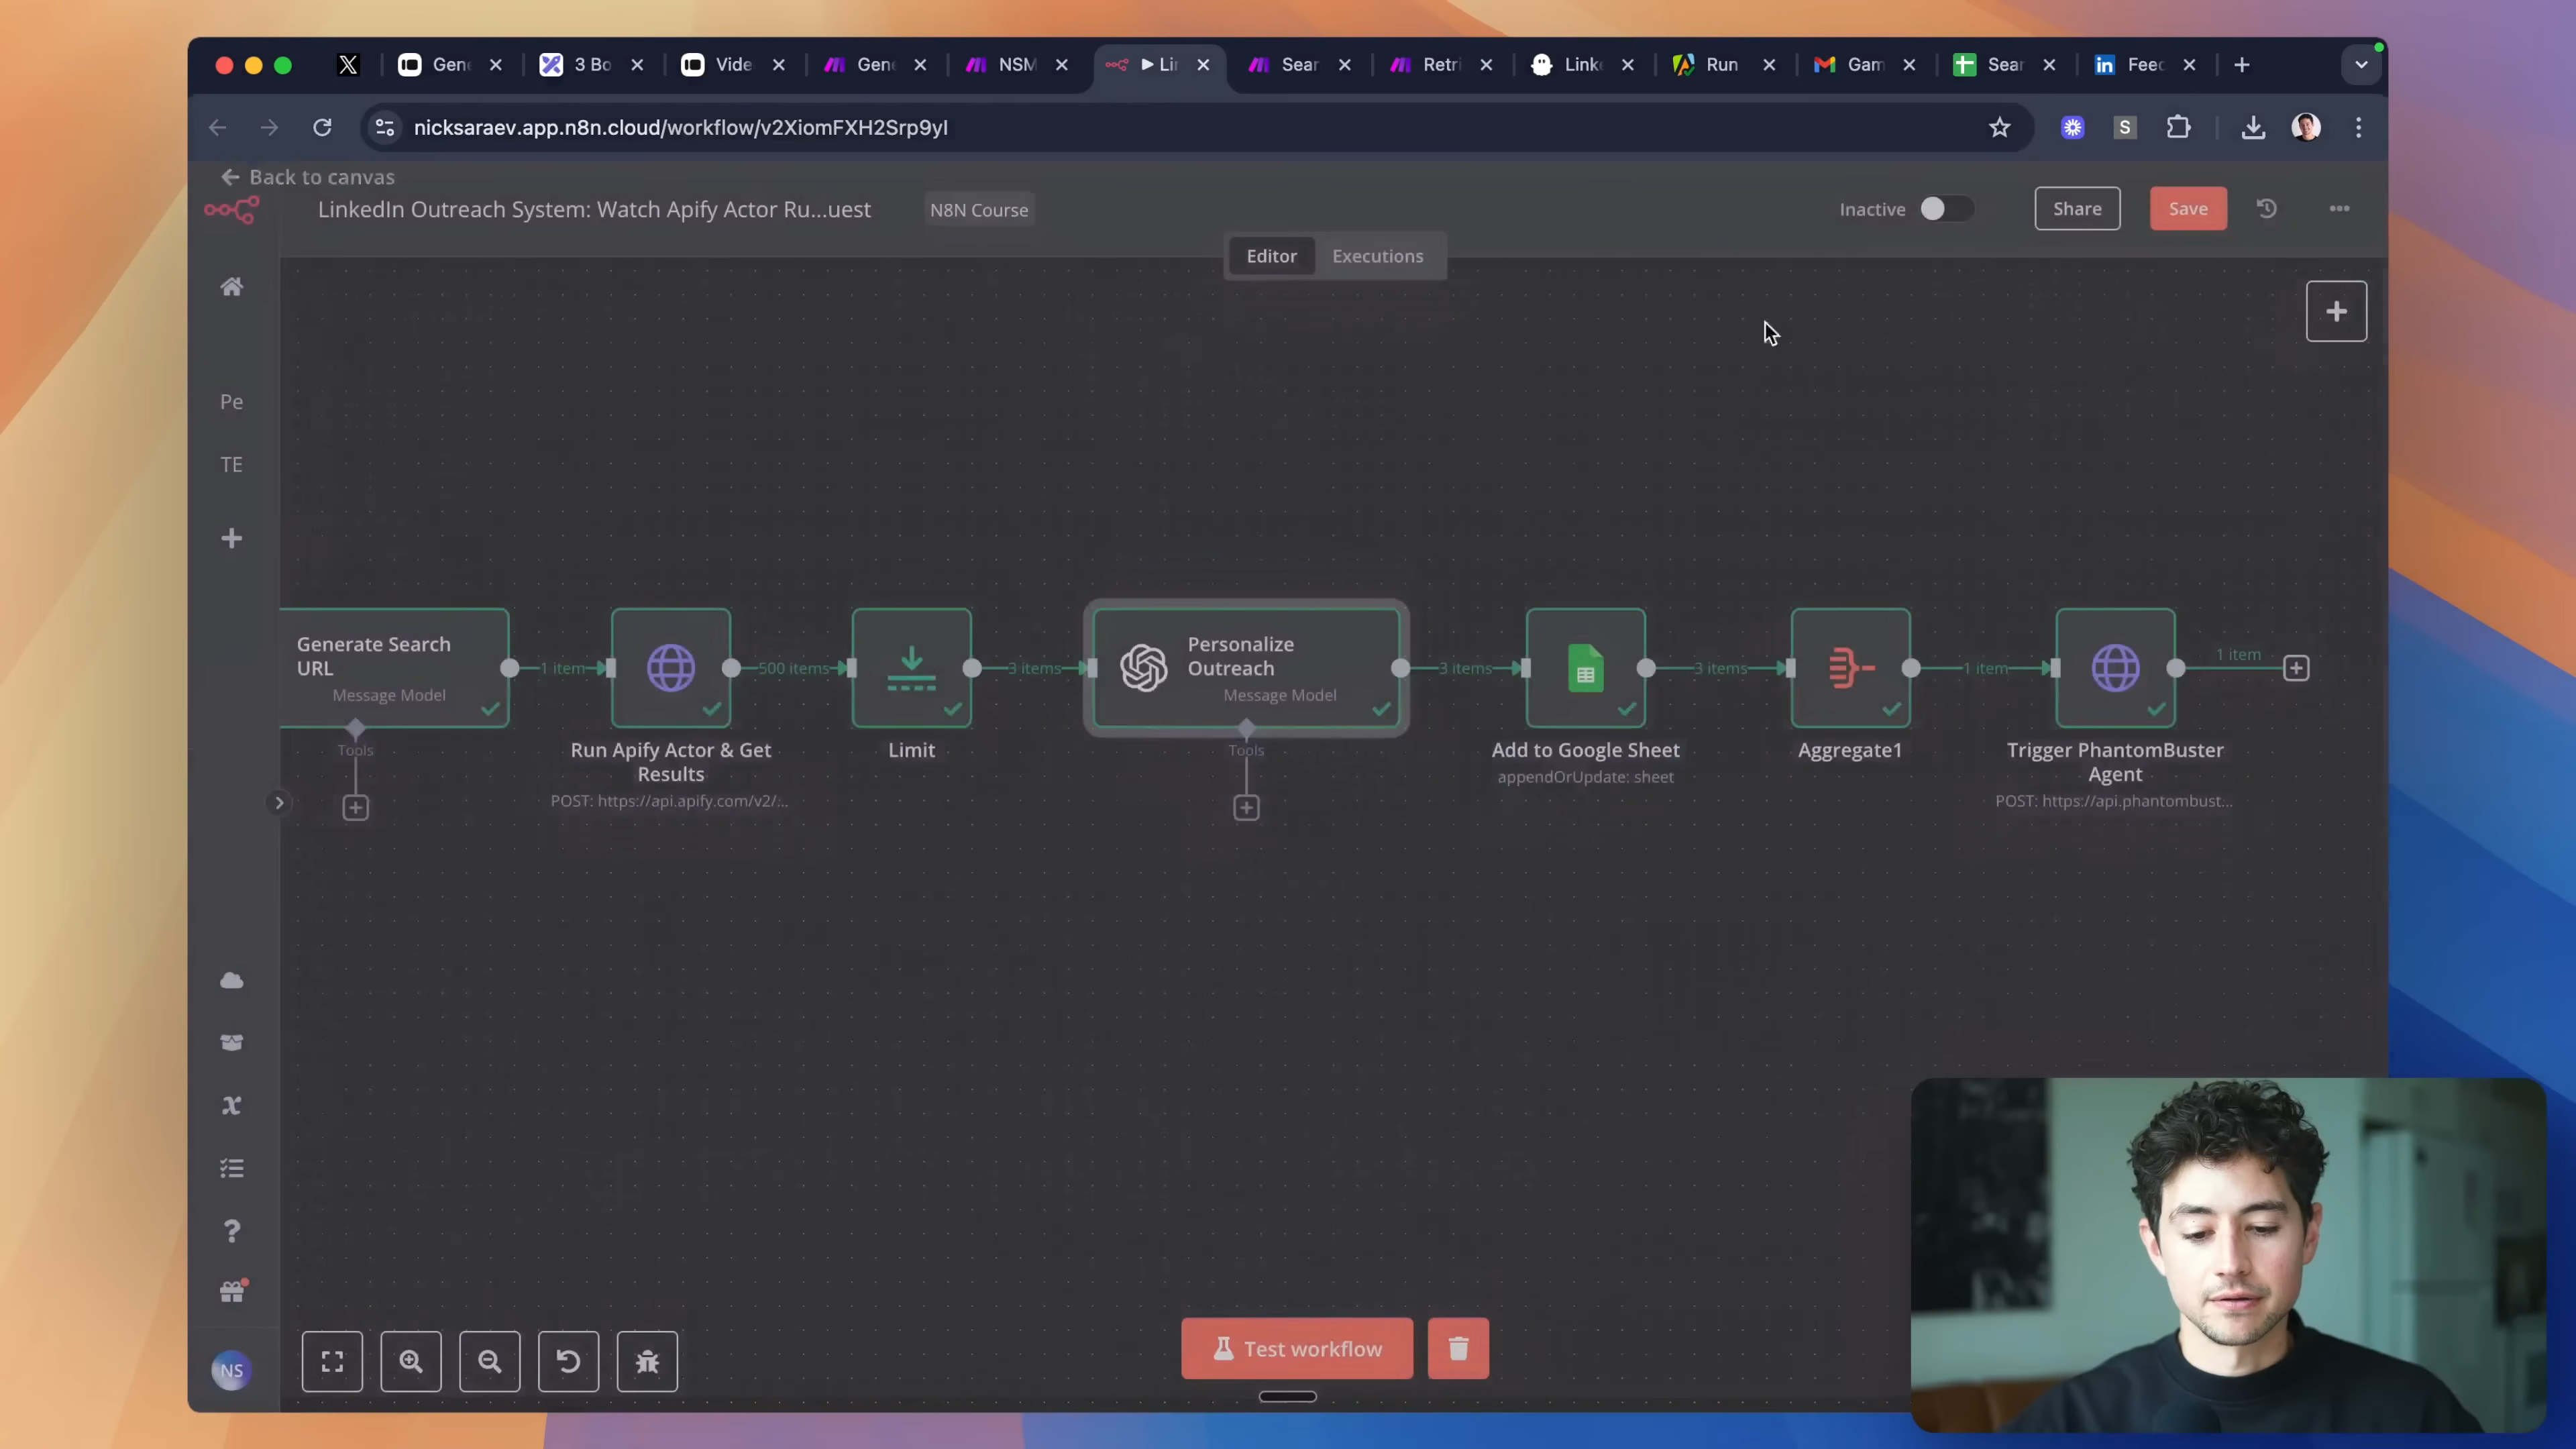 Gene
3 Bo
Vide
Gene
NSM
Lin
Sear
Retri
Linke
Run
Gam
Sear
Feed
nicksaraev.app.n8n.cloud/workflow/v2XiomFXH2Srp9yI
S
Back to canvas
LinkedIn Outreach System: Watch Apify Actor Ru...uest
N8N Course
Inactive
Share
Save
Editor
Executions
Pe
TE
Generate Search
URL
Message Model
Tools
1 item
Run Apify Actor & Get
Results
POST: https://api.apify.com/v2/...
500 items
Limit
3 items
Personalize
Outreach
Message Model
Tools
3 items
Add to Google Sheet
appendOrUpdate: sheet
3 items
Aggregate1
1 item
Trigger PhantomBuster
Agent
POST: https://api.phantombust...
1 item
NS
Test workflow